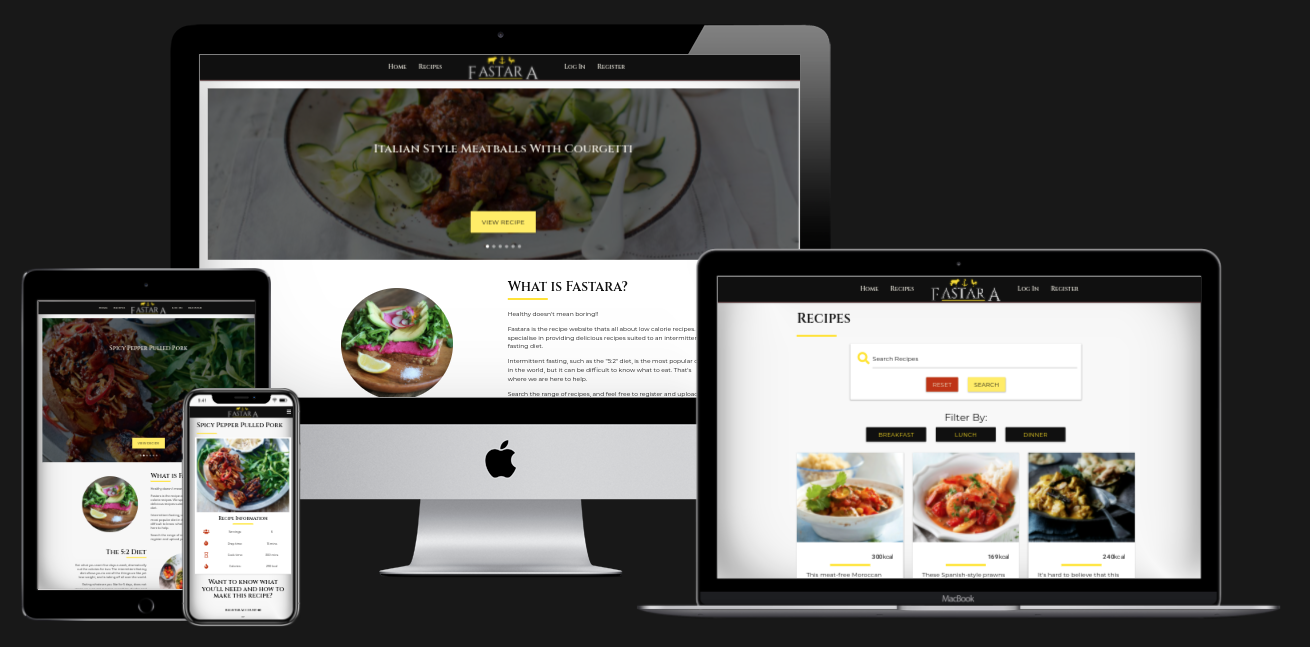 Home Recipes FASTARA Log In Register
Italian Style Meatballs With Courgetti
VIEW RECIPE
What is Fastara?
Healthy doesn't mean boring!!
Fastara is the recipe website thats all about low calorie recipes.
specialise in providing delicious recipes suited to an intermitten
fasting diet.
Intermittent fasting, such as the "5:2" diet, is the most popular
in the world, but it can be difficult to know what to eat. That's
where we are here to help.
Search the range of recipes, and feel free to register and upload
Home Recipes FASTARA Log In Register
Recipes
Search Recipes
RESET SEARCH
Filter By:
BREAKFAST LUNCH DINNER
300kcal 169kcal 240kcal
This meat-free Moroccan These Spanish-style prawns It's hard to believe that this
MacBook
FASTARA
Spicy Pepper Pulled Pork
VIEW RECIPE
What is F
The 5:2 Diet
9:41
FASTARA
Spicy Pepper Pulled Pork
Recipe Information
Want to know what
you'll need and how to
make this recipe?